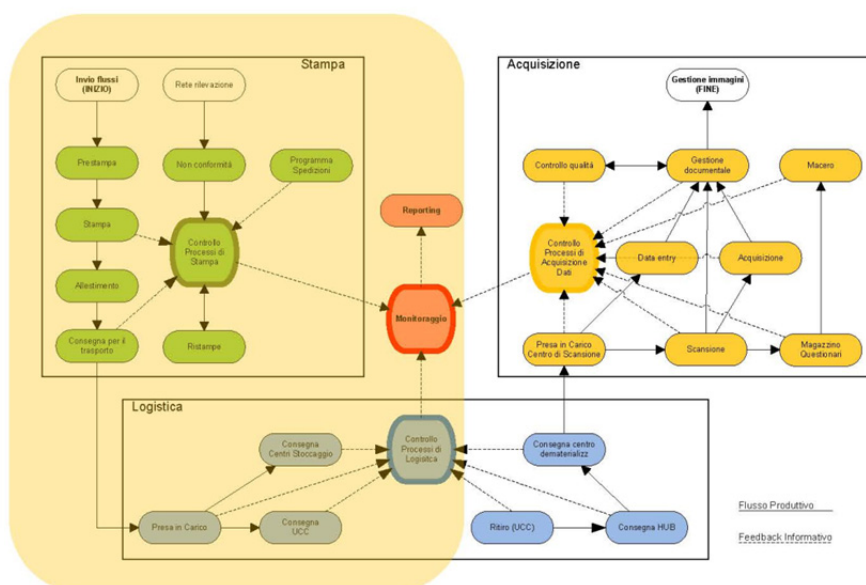 Stampa
Invio flussi
(INIZIO)
Rete rilevazione
Prestampa
Non conformità
Programma
Spedizioni
Stampa
Controllo
Processi di
Stampa
Allestimento
Consegna per il
trasporto
Ristampe
Reporting
Monitoraggio
Acquisizione
Gestione immagini
(FINE)
Controllo qualità
Gestione
documentale
Macero
Controllo
Processi di
Acquisizione
Dati
Data entry
Acquisizione
Presa in Carico
Centro di Scansione
Scansione
Magazzino
Questionari
Logistica
Consegna
Centri Stoccaggio
Controllo
Processi di
Logisitca
Consegna centro
dematerializz
Presa in Carico
Consegna
UCC
Ritiro (UCC)
Consegna HUB
Flusso Produttivo
Feedback Informativo